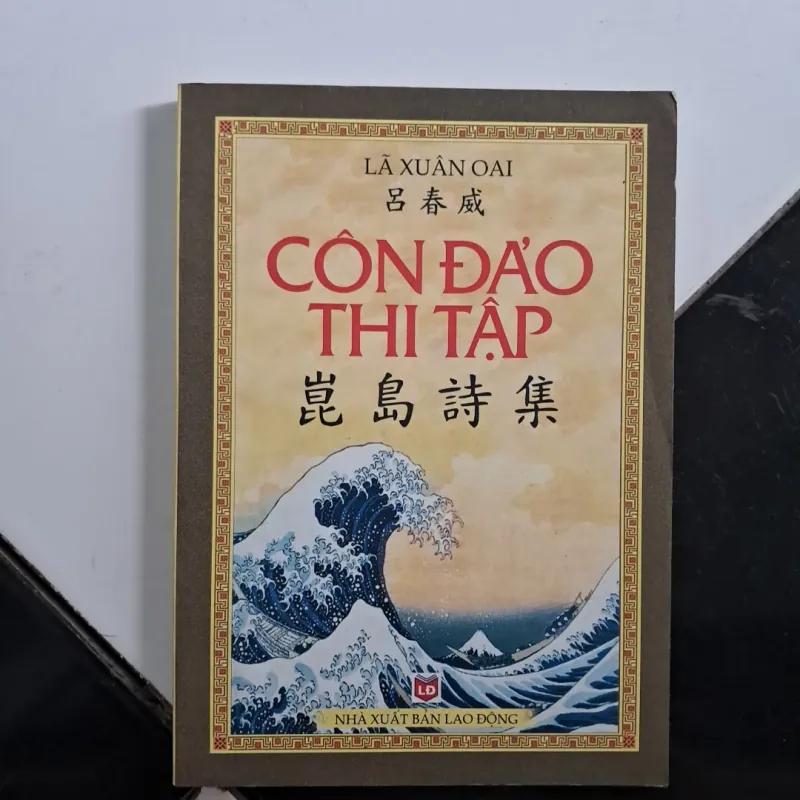 LÃ XUÂN OAI
呂春威
CÔN ĐẢO
THI TẬP
崑島詩集
LĐ
NHÀ XUẤT BẢN LAO ĐỘNG